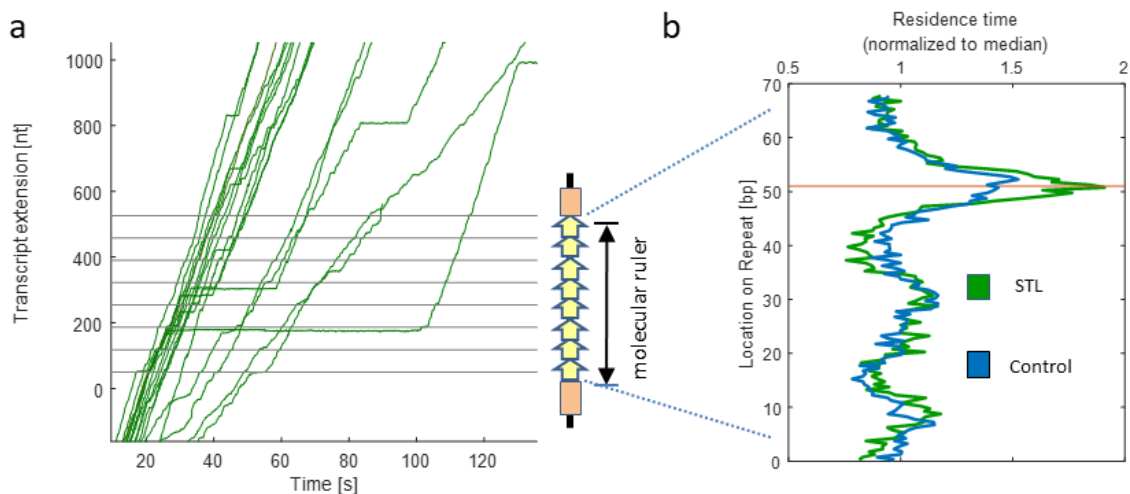 a
Transcript extension [nt]
1000
800
600
400
200
0
20
40
60
80
100
120
Time [s]
molecular ruler
b
Residence time
(normalized to median)
0.5
1
1.5
2
Location on Repeat [bp]
70
60
50
40
30
20
10
0
STL
Control